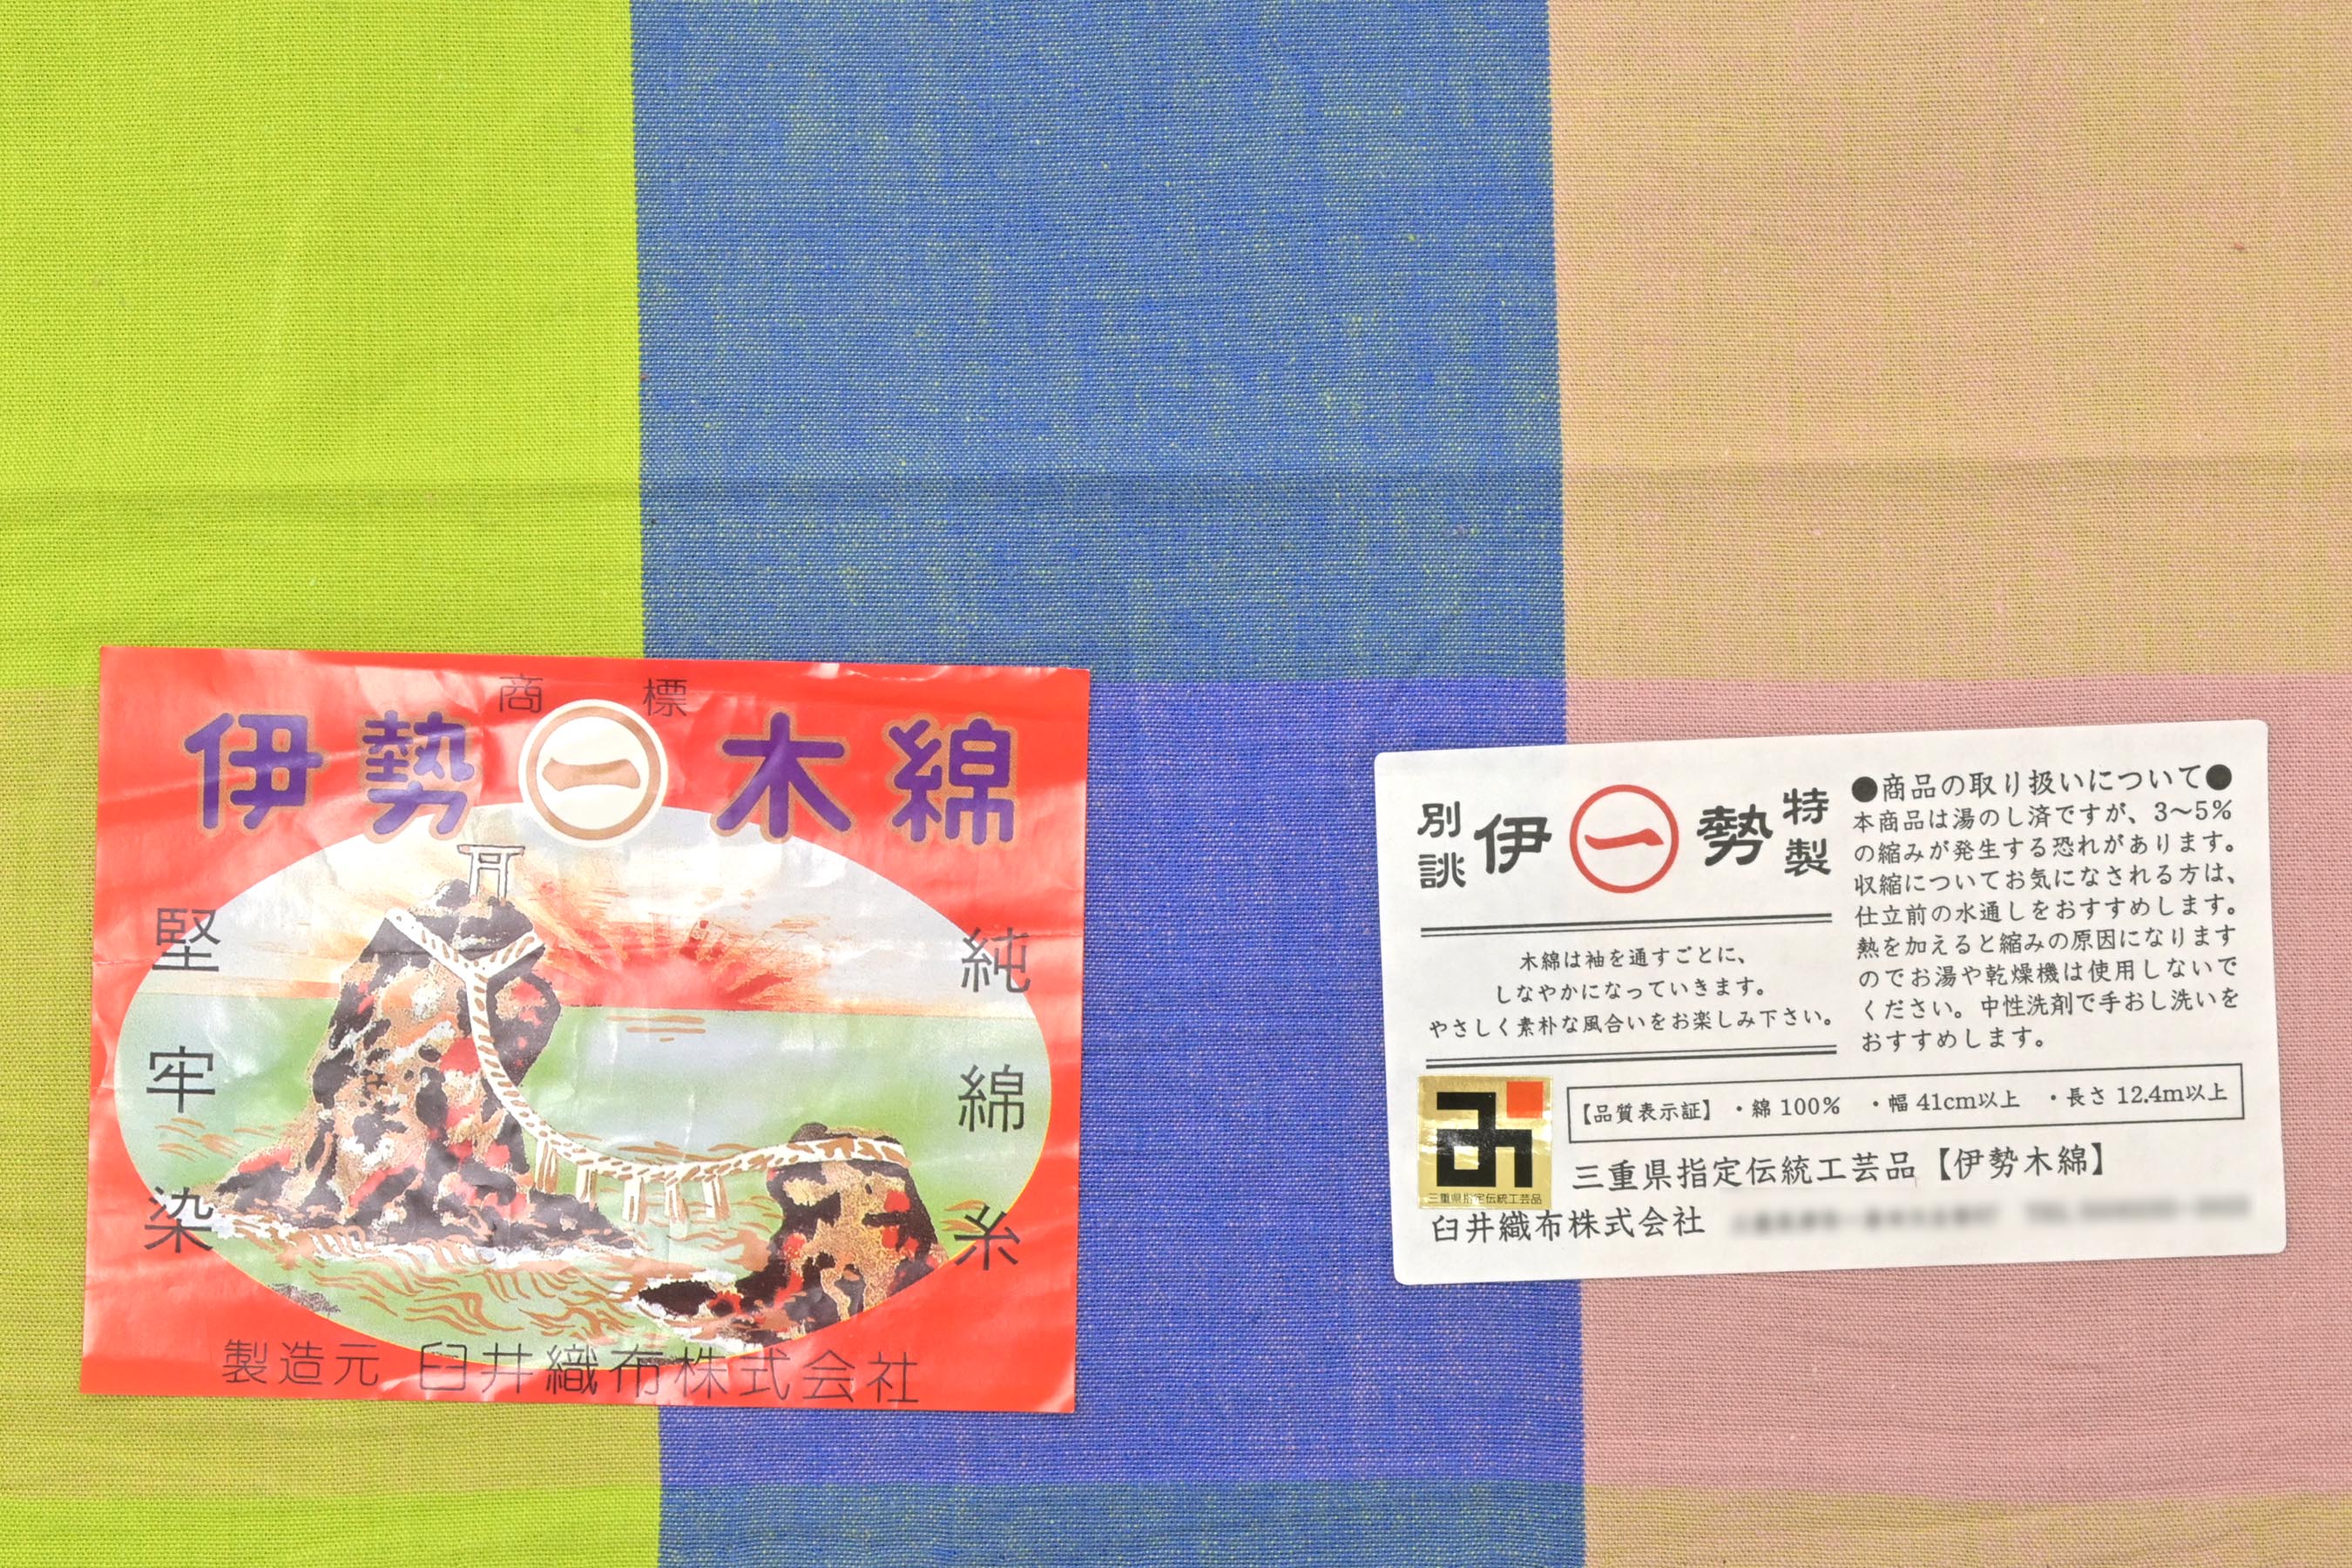 商標
伊勢 一 木綿
堅牢染
純綿糸
製造元 臼井織布株式会社
別誂 伊 一 勢 特製
木綿は袖を通すごとに、
しなやかになっていきます。
やさしく素朴な風合いをお楽しみ下さい。
●商品の取り扱いについて●
本商品は湯のし済ですが、3〜5%
の縮みが発生する恐れがあります。
収縮についてお気になされる方は、
仕立前の水通しをおすすめします。
熱を加えると縮みの原因になります
のでお湯や乾燥機は使用しないで
ください。中性洗剤で手おし洗いを
おすすめします。
【品質表示証】 ・綿 100% ・幅 41cm以上 ・長さ 12.4m以上
三重県指定伝統工芸品
三重県指定伝統工芸品【伊勢木綿】
臼井織布株式会社